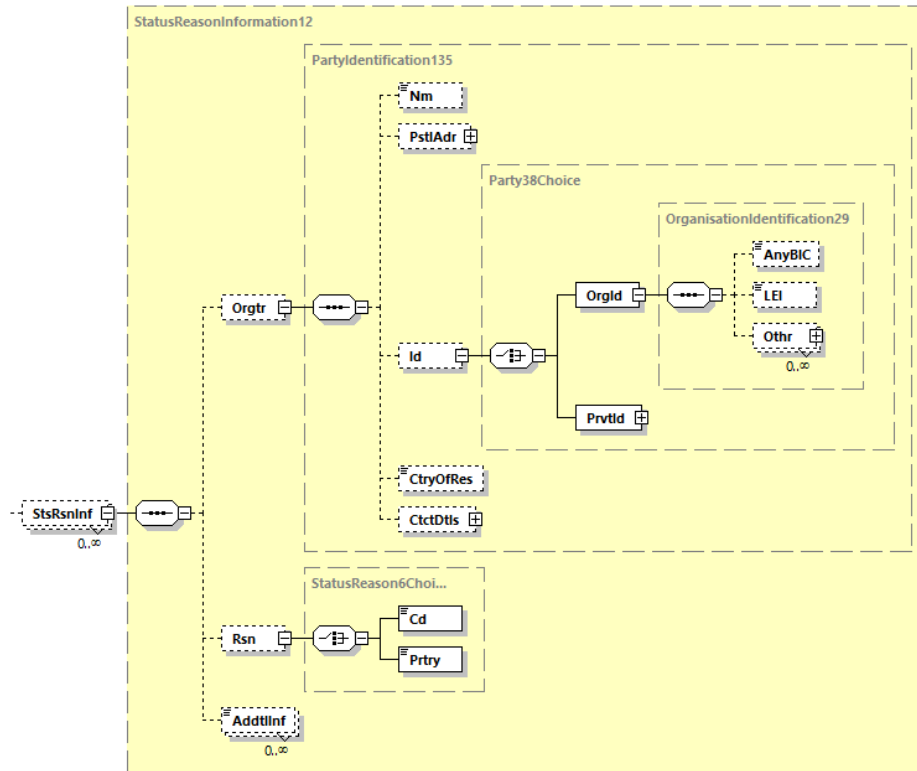 StatusReasonInformation12
PartyIdentification135
Nm
PstlAdr
Party38Choice
OrganisationIdentification29
AnyBIC
OrgId
LEI
Orgtr
Othr
0..∞
Id
PrvtId
CtryOfRes
StsRsnInf
0..∞
CtctDtls
StatusReason6Choi...
Cd
Rsn
Prtry
AddtlInf
0..∞